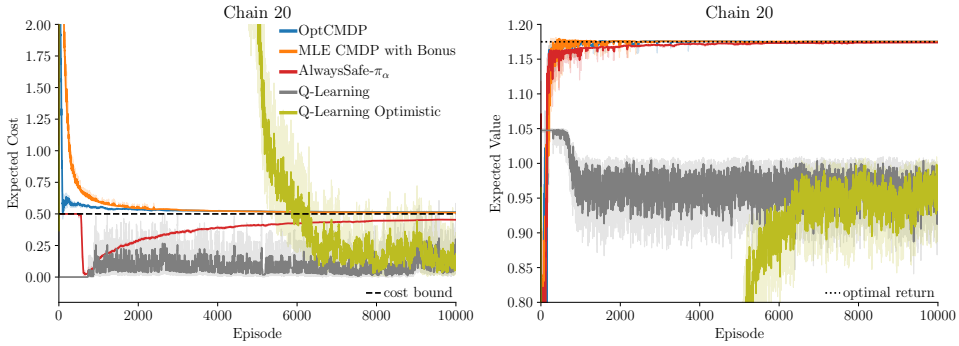 Chain 20
Expected Cost
2.00
1.75
1.50
1.25
1.00
0.75
0.50
0.25
0.00
OptCMDP
MLE CMDP with Bonus
AlwaysSafe-πα
Q-Learning
Q-Learning Optimistic
cost bound
0 2000 4000 6000 8000 10000
Episode
Chain 20
Expected Value
1.20
1.15
1.10
1.05
1.00
0.95
0.90
0.85
0.80
optimal return
0 2000 4000 6000 8000 10000
Episode